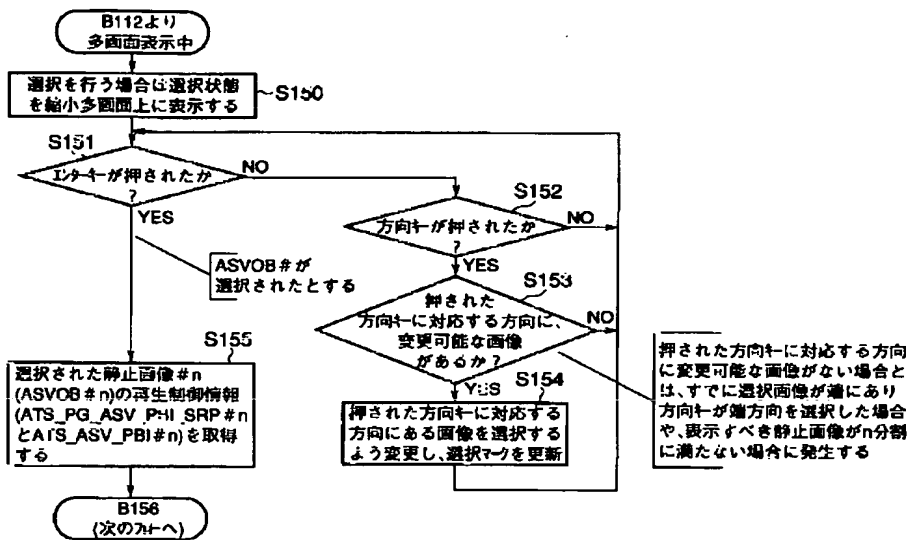 B112より
多画面表示中
選択を行う場合は選択状態
を縮小多画面上に表示する
S150
S151
エンターキーが押されたか
?
NO
YES
S152
方向キーが押されたか
?
NO
YES
ASVOB#が
選択されたとする
S153
押された
方向キーに対応する方向に、
変更可能な画像
があるか?
NO
YES
S154
押された方向キーに対応する
方向にある画像を選択する
よう変更し、選択マークを更新
押された方向キーに対応する方向
に変更可能な画像がない場合と
は、すでに選択画像が端にあり
方向キーが端方向を選択した場合
や、表示すべき静止画像がn分割
に満たない場合に発生する
S155
選択された静止画像#n
(ASVOB#n)の再生制御情報
(ATS_PG_ASV_PBI_SRP#n
とATS_ASV_PBI#n)を取得
する
B156
(次のフローへ)